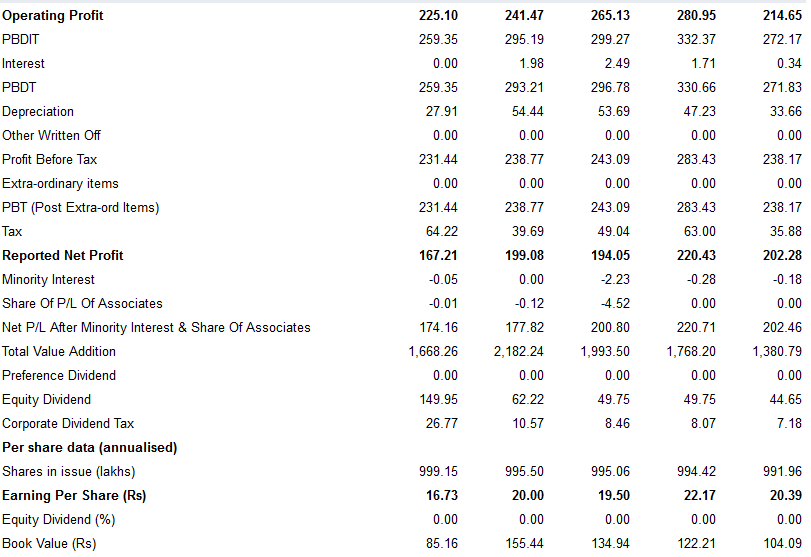 Operating Profit 225.10 241.47 265.13 280.95 214.65
PBDIT 259.35 295.19 299.27 332.37 272.17
Interest 0.00 1.98 2.49 1.71 0.34
PBDT 259.35 293.21 296.78 330.66 271.83
Depreciation 27.91 54.44 53.69 47.23 33.66
Other Written Off 0.00 0.00 0.00 0.00 0.00
Profit Before Tax 231.44 238.77 243.09 283.43 238.17
Extra-ordinary items 0.00 0.00 0.00 0.00 0.00
PBT (Post Extra-ord Items) 231.44 238.77 243.09 283.43 238.17
Tax 64.22 39.69 49.04 63.00 35.88
Reported Net Profit 167.21 199.08 194.05 220.43 202.28
Minority Interest -0.05 0.00 -2.23 -0.28 -0.18
Share Of P/L Of Associates -0.01 -0.12 -4.52 0.00 0.00
Net P/L After Minority Interest & Share Of Associates 174.16 177.82 200.80 220.71 202.46
Total Value Addition 1,668.26 2,182.24 1,993.50 1,768.20 1,380.79
Preference Dividend 0.00 0.00 0.00 0.00 0.00
Equity Dividend 149.95 62.22 49.75 49.75 44.65
Corporate Dividend Tax 26.77 10.57 8.46 8.07 7.18
Per share data (annualised)
Shares in issue (lakhs) 999.15 995.50 995.06 994.42 991.96
Earning Per Share (Rs) 16.73 20.00 19.50 22.17 20.39
Equity Dividend (%) 0.00 0.00 0.00 0.00 0.00
Book Value (Rs) 85.16 155.44 134.94 122.21 104.09